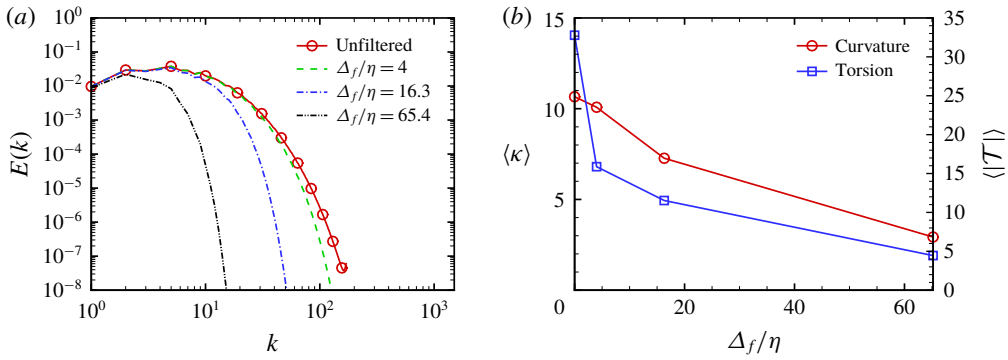 (a)
10^0
10^-1
10^-2
10^-3
10^-4
10^-5
10^-6
10^-7
10^-8
E(k)
Unfiltered
Δ_f/η = 4
Δ_f/η = 16.3
Δ_f/η = 65.4
10^0 10^1 10^2 10^3
k
(b)
15
10
5
0
⟨κ⟩
Curvature
Torsion
35
30
25
20
15
10
5
0
⟨|𝒯|⟩
0 20 40 60
Δ_f/η